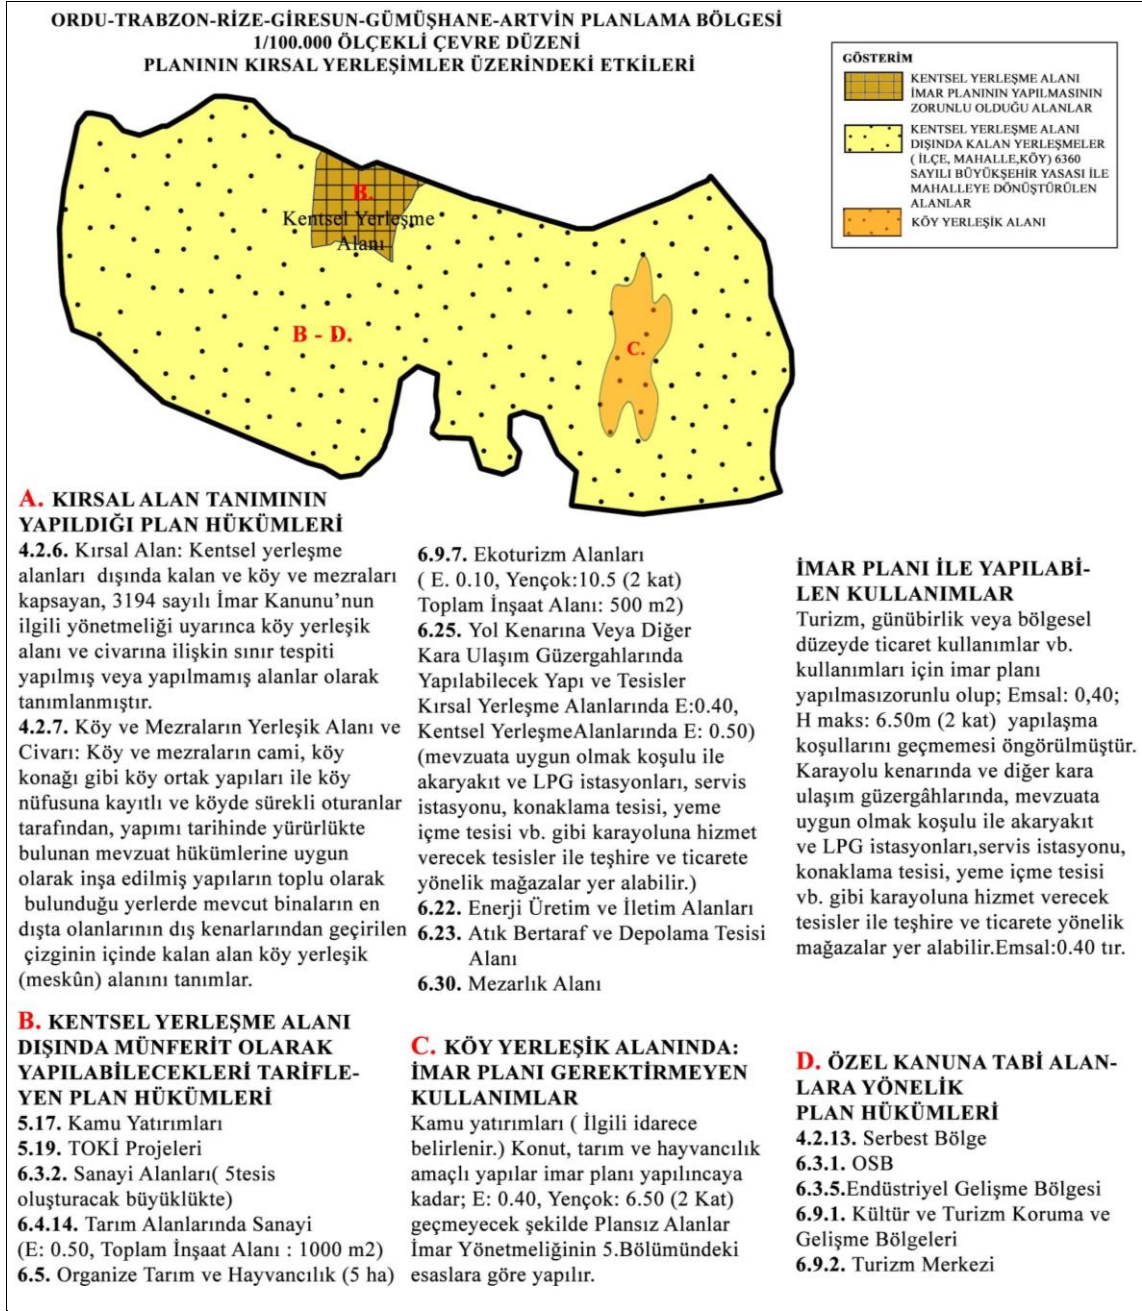 ORDU-TRABZON-RİZE-GİRESUN-GÜMÜŞHANE-ARTVİN PLANLAMA BÖLGESİ
1/100.000 ÖLÇEKLİ ÇEVRE DÜZENİ
PLANININ KIRSAL YERLEŞİMLER ÜZERİNDEKİ ETKİLERİ
GÖSTERİM
KENTSEL YERLEŞME ALANI
İMAR PLANININ YAPILMASININ
ZORUNLU OLDUĞU ALANLAR
KENTSEL YERLEŞME ALANI
DIŞINDA KALAN YERLEŞMELER
( İLÇE, MAHALLE,KÖY) 6360
SAYILI BÜYÜKŞEHİR YASASI İLE
MAHALLEYE DÖNÜŞTÜRÜLEN
ALANLAR
KÖY YERLEŞİK ALANI
B.
Kentsel Yerleşme
Alanı
B - D.
C.
A. KIRSAL ALAN TANIMININ
YAPILDIĞI PLAN HÜKÜMLERİ
4.2.6. Kırsal Alan: Kentsel yerleşme
alanları dışında kalan ve köy ve mezraları
kapsayan, 3194 sayılı İmar Kanunu’nun
ilgili yönetmeliği uyarınca köy yerleşik
alanı ve civarına ilişkin sınır tespiti
yapılmış veya yapılmamış alanlar olarak
tanımlanmıştır.
4.2.7. Köy ve Mezraların Yerleşik Alanı ve
Civarı: Köy ve mezraların cami, köy
konağı gibi köy ortak yapıları ile köy
nüfusuna kayıtlı ve köyde sürekli oturanlar
tarafından, yapımı tarihinde yürürlükte
bulunan mevzuat hükümlerine uygun
olarak inşa edilmiş yapıların toplu olarak
bulunduğu yerlerde mevcut binaların en
dışta olanlarının dış kenarlarından geçirilen
çizginin içinde kalan alan köy yerleşik
(meskûn) alanını tanımlar.
B. KENTSEL YERLEŞME ALANI
DIŞINDA MÜNFERİT OLARAK
YAPILABİLECEKLERİ TARİFLE-
YEN PLAN HÜKÜMLERİ
5.17. Kamu Yatırımları
5.19. TOKİ Projeleri
6.3.2. Sanayi Alanları( 5tesis
oluşturacak büyüklükte)
6.4.14. Tarım Alanlarında Sanayi
(E: 0.50, Toplam İnşaat Alanı : 1000 m2)
6.5. Organize Tarım ve Hayvancılık (5 ha)
6.9.7. Ekoturizm Alanları
( E. 0.10, Yençok:10.5 (2 kat)
Toplam İnşaat Alanı: 500 m2)
6.25. Yol Kenarına Veya Diğer
Kara Ulaşım Güzergahlarında
Yapılabilecek Yapı ve Tesisler
Kırsal Yerleşme Alanlarında E:0.40,
Kentsel YerleşmeAlanlarında E: 0.50)
(mevzuata uygun olmak koşulu ile
akaryakıt ve LPG istasyonları, servis
istasyonu, konaklama tesisi, yeme
içme tesisi vb. gibi karayoluna hizmet
verecek tesisler ile teşhire ve ticarete
yönelik mağazalar yer alabilir.)
6.22. Enerji Üretim ve İletim Alanları
6.23. Atık Bertaraf ve Depolama Tesisi
Alanı
6.30. Mezarlık Alanı
C. KÖY YERLEŞİK ALANINDA:
İMAR PLANI GEREKTİRMEYEN
KULLANIMLAR
Kamu yatırımları ( İlgili idarece
belirlenir.) Konut, tarım ve hayvancılık
amaçlı yapılar imar planı yapılıncaya
kadar; E: 0.40, Yençok: 6.50 (2 Kat)
geçmeyecek şekilde Plansız Alanlar
İmar Yönetmeliğinin 5.Bölümündeki
esaslara göre yapılır.
İMAR PLANI İLE YAPILABİ-
LEN KULLANIMLAR
Turizm, günübirlik veya bölgesel
düzeyde ticaret kullanımlar vb.
kullanımları için imar planı
yapılmasızorunlu olup; Emsal: 0,40;
H maks: 6.50m (2 kat) yapılaşma
koşullarını geçmemesi öngörülmüştür.
Karayolu kenarında ve diğer kara
ulaşım güzergâhlarında, mevzuata
uygun olmak koşulu ile akaryakıt
ve LPG istasyonları,servis istasyonu,
konaklama tesisi, yeme içme tesisi
vb. gibi karayoluna hizmet verecek
tesisler ile teşhire ve ticarete yönelik
mağazalar yer alabilir.Emsal:0.40 tır.
D. ÖZEL KANUNA TABİ ALAN-
LARA YÖNELİK
PLAN HÜKÜMLERİ
4.2.13. Serbest Bölge
6.3.1. OSB
6.3.5.Endüstriyel Gelişme Bölgesi
6.9.1. Kültür ve Turizm Koruma ve
Gelişme Bölgeleri
6.9.2. Turizm Merkezi